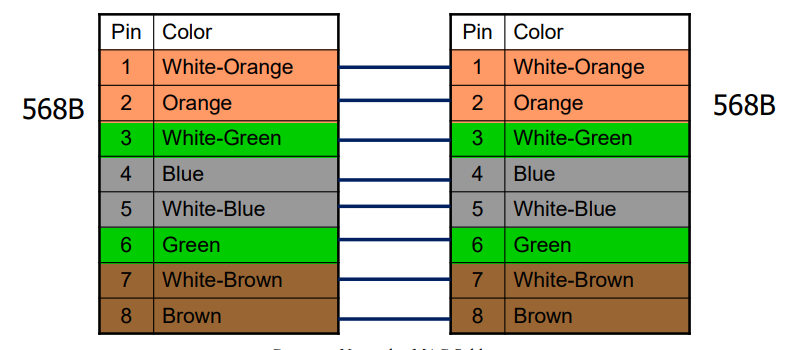 Pin Color Pin Color
1 White-Orange 1 White-Orange
568B 2 Orange 2 Orange 568B
3 White-Green 3 White-Green
4 Blue 4 Blue
5 White-Blue 5 White-Blue
6 Green 6 Green
7 White-Brown 7 White-Brown
8 Brown 8 Brown